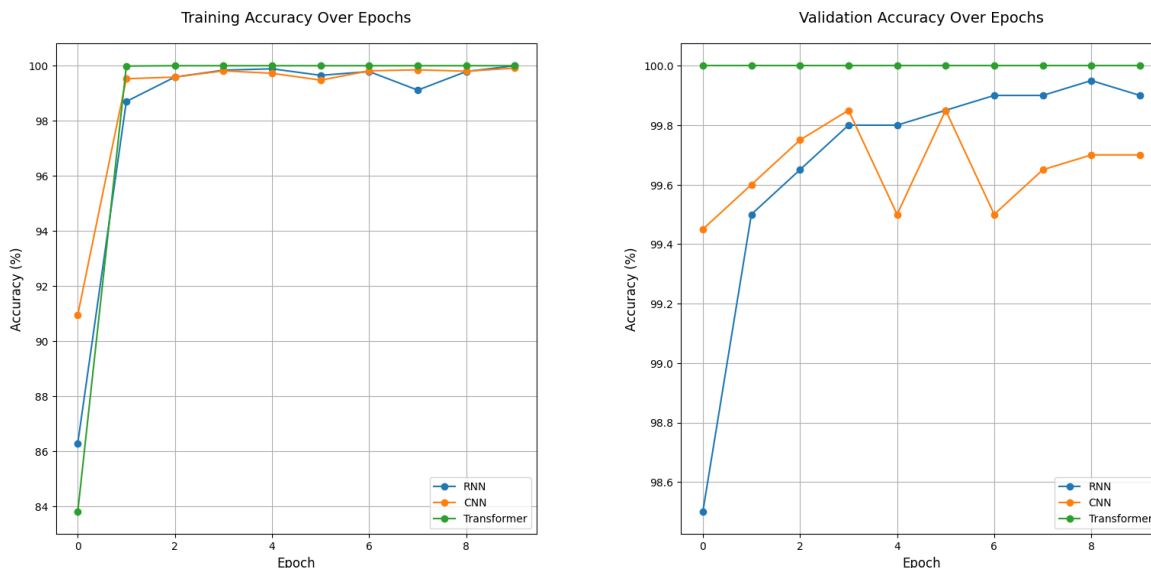 Training Accuracy Over Epochs
Accuracy (%)
100
98
96
94
92
90
88
86
84
0
2
4
6
8
Epoch
RNN
CNN
Transformer
Validation Accuracy Over Epochs
Accuracy (%)
100.0
99.8
99.6
99.4
99.2
99.0
98.8
98.6
0
2
4
6
8
Epoch
RNN
CNN
Transformer